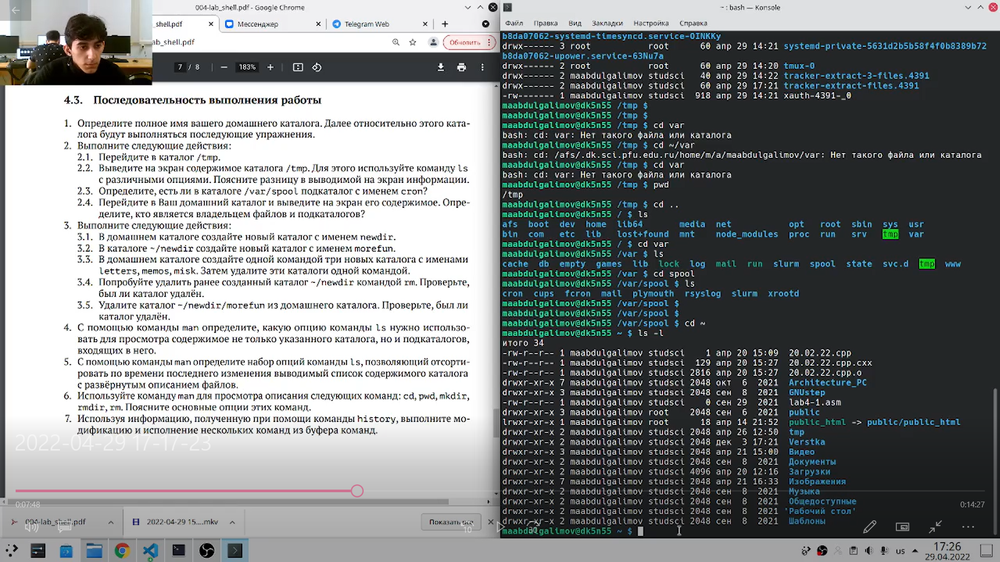 004-lab_shell.pdf - Google Chrome
_shell.pdf
Мессенджер
Telegram Web
ab_shell.pdf
Обновить
7 / 8
183%
4.3. Последовательность выполнения работы
1. Определите полное имя вашего домашнего каталога. Далее относительно этого ката-
лога будут выполняться последующие упражнения.
2. Выполните следующие действия:
2.1. Перейдите в каталог /tmp.
2.2. Выведите на экран содержимое каталога /tmp. Для этого используйте команду ls
с различными опциями. Поясните разницу в выводимой на экран информации.
2.3. Определите, есть ли в каталоге /var/spool подкаталог с именем cron?
2.4. Перейдите в Ваш домашний каталог и выведите на экран его содержимое. Опре-
делите, кто является владельцем файлов и подкаталогов?
3. Выполните следующие действия:
3.1. В домашнем каталоге создайте новый каталог с именем newdir.
3.2. В каталоге ~/newdir создайте новый каталог с именем morefun.
3.3. В домашнем каталоге создайте одной командой три новых каталога с именами
letters, memos, misk. Затем удалите эти каталоги одной командой.
3.4. Попробуйте удалить ранее созданный каталог ~/newdir командой rm. Проверьте,
был ли каталог удалён.
3.5. Удалите каталог ~/newdir/morefun из домашнего каталога. Проверьте, был ли
каталог удалён.
4. С помощью команды man определите, какую опцию команды ls нужно использо-
вать для просмотра содержимое не только указанного каталога, но и подкаталогов,
входящих в него.
5. С помощью команды man определите набор опций команды ls, позволяющий отсорти-
ровать по времени последнего изменения выводимый список содержимого каталога
с развёрнутым описанием файлов.
6. Используйте команду man для просмотра описания следующих команд: cd, pwd, mkdir,
rmdir, rm. Поясните основные опции этих команд.
7. Используя информацию, полученную при помощи команды history, выполните мо-
дификацию и исполнение нескольких команд из буфера команд.
2022-04-29 17-17-23
0:07:48
004-lab_shell.pdf
2022-04-29 15....mkv
Показать все
10
30
~ : bash — Konsole
Файл Правка Вид Закладки Настройка Справка
b8da07062-systemd-timesyncd.service-OINKKy
drwx------ 3 root root 60 апр 29 14:21 systemd-private-5631d2b5b58f4f0b8389b72
b8da07062-upower.service-63Nu7a
drwx------ 2 root root 60 апр 29 14:20 tmux-0
drwx------ 2 maabdulgalimov studsci 40 апр 29 14:22 tracker-extract-3-files.4391
drwx------ 2 maabdulgalimov studsci 60 апр 29 17:21 tracker-extract-files.4391
-rw------- 1 maabdulgalimov studsci 918 апр 29 14:21 xauth-4391-_0
maabdulgalimov@dk5n55 /tmp $
maabdulgalimov@dk5n55 /tmp $
maabdulgalimov@dk5n55 /tmp $ cd var
bash: cd: var: Нет такого файла или каталога
maabdulgalimov@dk5n55 /tmp $ cd ~/var
bash: cd: /afs/.dk.sci.pfu.edu.ru/home/m/a/maabdulgalimov/var: Нет такого файла или каталога
maabdulgalimov@dk5n55 /tmp $ cd var
bash: cd: var: Нет такого файла или каталога
maabdulgalimov@dk5n55 /tmp $ pwd
/tmp
maabdulgalimov@dk5n55 /tmp $ cd ..
maabdulgalimov@dk5n55 / $ ls
afs boot dev home lib64 media net opt root sbin sys usr
bin com etc lib lost+found mnt node_modules proc run srv tmp var
maabdulgalimov@dk5n55 / $ cd var
maabdulgalimov@dk5n55 /var $ ls
cache db empty games lib lock log mail run slurm spool state svc.d tmp www
maabdulgalimov@dk5n55 /var $ cd spool
maabdulgalimov@dk5n55 /var/spool $ ls
cron cups fcron mail plymouth rsyslog slurm xrootd
maabdulgalimov@dk5n55 /var/spool $
maabdulgalimov@dk5n55 /var/spool $
maabdulgalimov@dk5n55 /var/spool $ cd ~
maabdulgalimov@dk5n55 ~ $ ls -l
итого 34
-rw-r--r-- 1 maabdulgalimov studsci 1 апр 20 15:09 20.02.22.cpp
-rw-r--r-- 1 maabdulgalimov studsci 129 апр 20 15:27 20.02.22.cpp.cxx
-rw-r--r-- 1 maabdulgalimov studsci 2816 апр 20 15:27 20.02.22.cpp.o
drwxr-xr-x 7 maabdulgalimov studsci 2048 окт 6 2021 Architecture_PC
drwxr-xr-x 3 maabdulgalimov studsci 2048 сен 8 2021 GNUstep
-rw-r--r-- 1 maabdulgalimov studsci 0 сен 29 2021 lab4-1.asm
drwxr-xr-x 3 maabdulgalimov root 2048 сен 6 2021 public
lrwxr-xr-x 1 maabdulgalimov root 18 апр 14 21:52 public_html -> public/public_html
drwxr-xr-x 2 maabdulgalimov studsci 2048 апр 26 12:50 tmp
drwxr-xr-x 2 maabdulgalimov studsci 2048 дек 3 17:21 Verstka
drwxr-xr-x 3 maabdulgalimov studsci 2048 апр 21 15:00 Видео
drwxr-xr-x 2 maabdulgalimov studsci 2048 сен 8 2021 Документы
drwxr-xr-x 2 maabdulgalimov studsci 4096 апр 20 12:16 Загрузки
drwxr-xr-x 7 maabdulgalimov studsci 2048 апр 21 16:33 Изображения
drwxr-xr-x 2 maabdulgalimov studsci 2048 сен 8 2021 Музыка
drwxr-xr-x 2 maabdulgalimov studsci 2048 сен 8 2021 Общедоступные
drwxr-xr-x 2 maabdulgalimov studsci 2048 сен 8 2021 'Рабочий стол'
drwxr-xr-x 2 maabdulgalimov studsci 2048 сен 8 2021 Шаблоны
maabdulgalimov@dk5n55 ~ $
0:14:27
us
17:26
29.04.2022